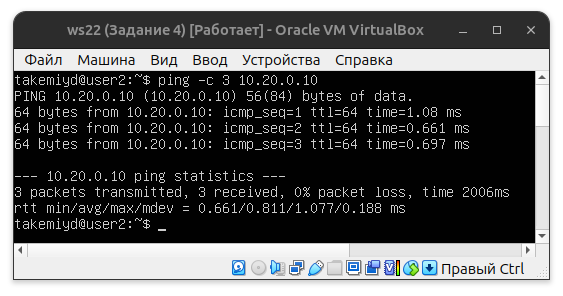 ws22 (Задание 4) [Работает] - Oracle VM VirtualBox
Файл Машина Вид Ввод Устройства Справка
takemiyd@user2:~$ ping -c 3 10.20.0.10
PING 10.20.0.10 (10.20.0.10) 56(84) bytes of data.
64 bytes from 10.20.0.10: icmp_seq=1 ttl=64 time=1.08 ms
64 bytes from 10.20.0.10: icmp_seq=2 ttl=64 time=0.661 ms
64 bytes from 10.20.0.10: icmp_seq=3 ttl=64 time=0.697 ms
--- 10.20.0.10 ping statistics ---
3 packets transmitted, 3 received, 0% packet loss, time 2006ms
rtt min/avg/max/mdev = 0.661/0.811/1.077/0.188 ms
takemiyd@user2:~$ _
Правый Ctrl